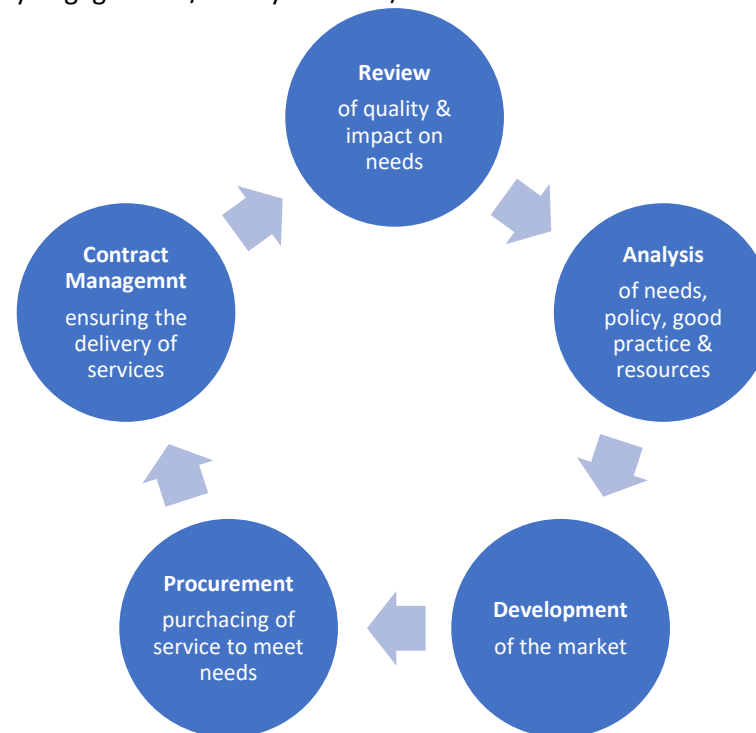 Review
of quality &
impact on
needs
Analysis
of needs,
policy, good
practice &
resources
Development
of the market
Procurement
purchacing of
service to meet
needs
Contract
Managemnt
ensuring the
delivery of
services